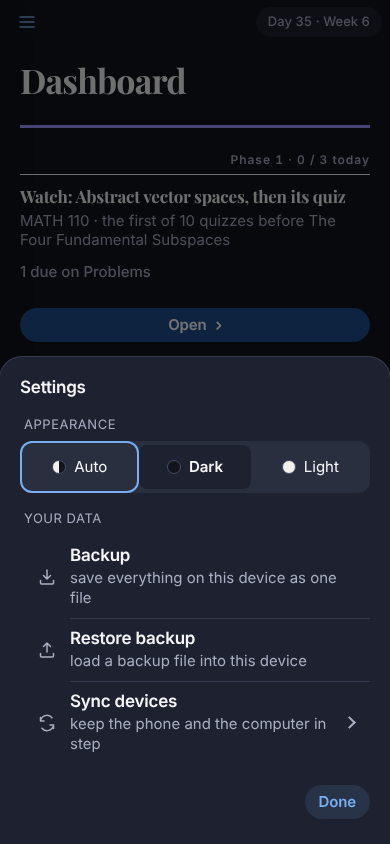 Day 35 · Week 6
Dashboard
Phase 1 · 0 / 3 today
Watch: Abstract vector spaces, then its quiz
MATH 110 · the first of 10 quizzes before The
Four Fundamental Subspaces
1 due on Problems
Open
Settings
APPEARANCE
Auto
Dark
Light
YOUR DATA
Backup
save everything on this device as one
file
Restore backup
load a backup file into this device
Sync devices
keep the phone and the computer in
step
Done